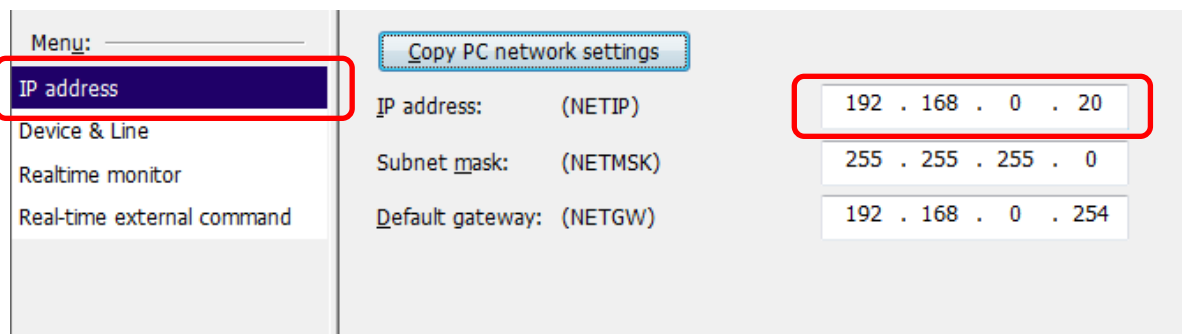 Menu:
IP address
Device & Line
Realtime monitor
Real-time external command
Copy PC network settings
IP address: (NETIP) 192 . 168 . 0 . 20
Subnet mask: (NETMSK) 255 . 255 . 255 . 0
Default gateway: (NETGW) 192 . 168 . 0 . 254